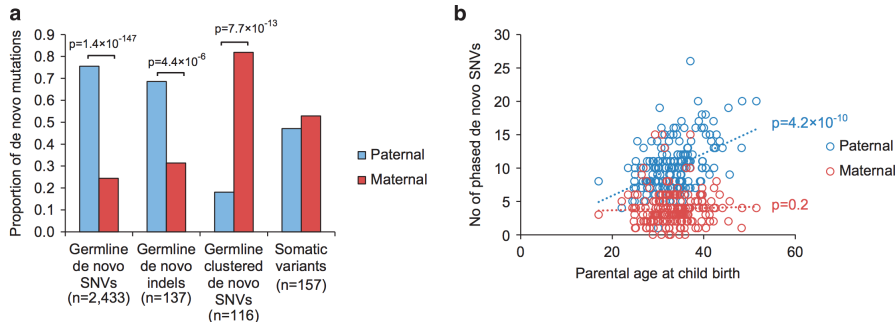 a
p=1.4×10-147
p=4.4×10-6
p=7.7×10-13
Proportion of de novo mutations
0.9
0.8
0.7
0.6
0.5
0.4
0.3
0.2
0.1
0.0
Paternal
Maternal
Germline
de novo
SNVs
(n=2,433)
Germline
de novo
indels
(n=137)
Germline
clustered
de novo
SNVs
(n=116)
Somatic
variants
(n=157)
b
No of phased de novo SNVs
30
25
20
15
10
5
0
0
20
40
60
Parental age at child birth
p=4.2×10-10
Paternal
Maternal
p=0.2